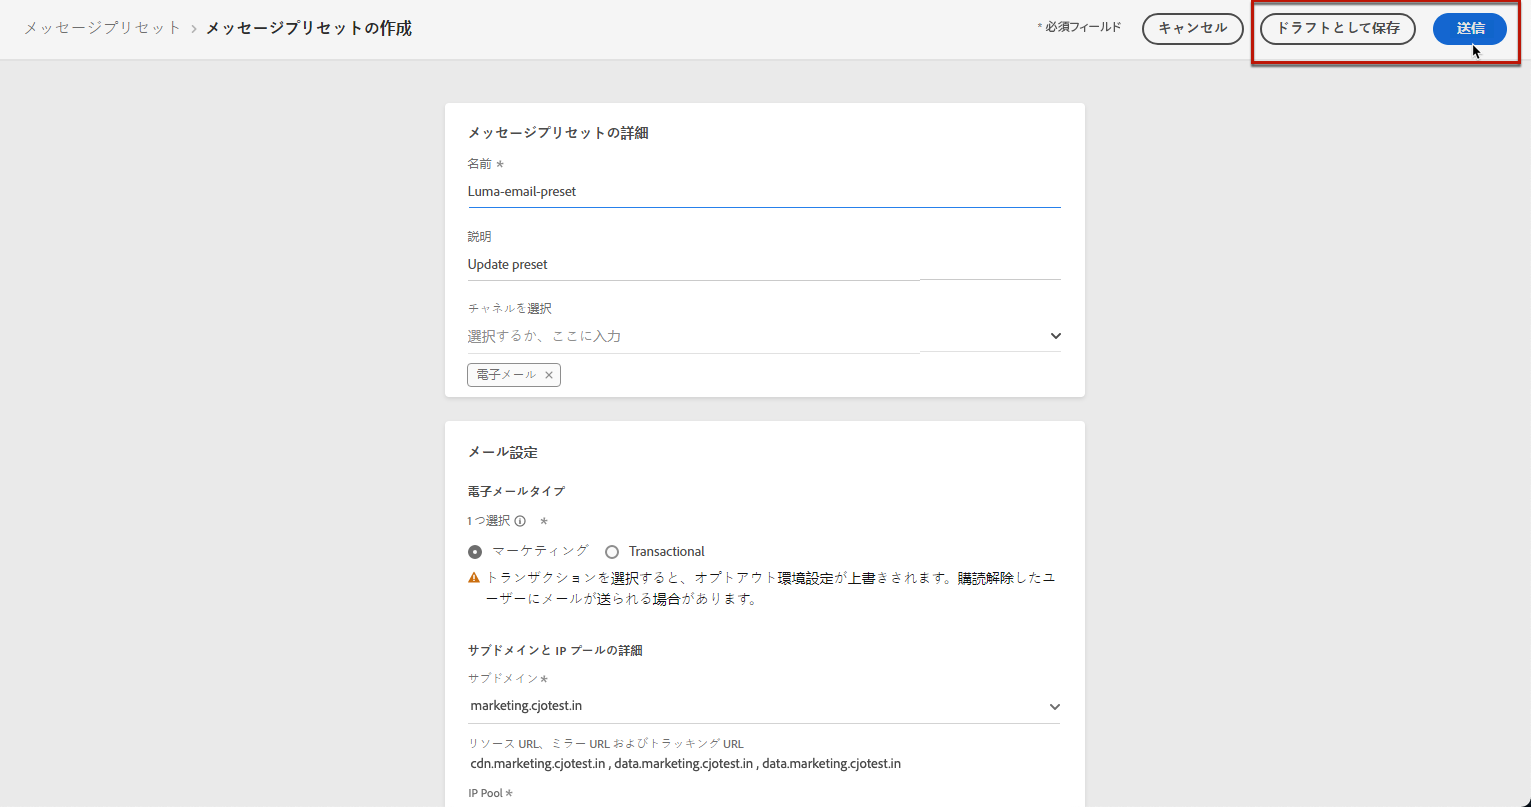 メッセージプリセット › メッセージプリセットの作成
* 必須フィールド
キャンセル
ドラフトとして保存
送信
メッセージプリセットの詳細
名前 *
Luma-email-preset
説明
Update preset
チャネルを選択
選択するか、ここに入力
電子メール ×
メール設定
電子メールタイプ
1つ選択 *
マーケティング
Transactional
トランザクションを選択すると、オプトアウト環境設定が上書きされます。購読解除したユ
ーザーにメールが送られる場合があります。
サブドメインと IP プールの詳細
サブドメイン *
marketing.cjotest.in
リソース URL、ミラー URL およびトラッキング URL
cdn.marketing.cjotest.in , data.marketing.cjotest.in , data.marketing.cjotest.in
IP Pool *